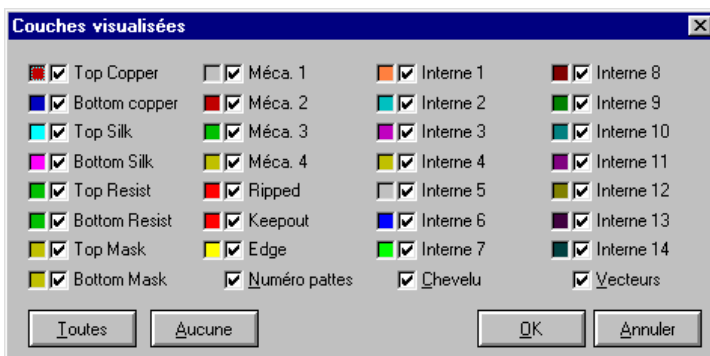 Couches visualisées
Top Copper Méca. 1 Interne 1 Interne 8
Bottom copper Méca. 2 Interne 2 Interne 9
Top Silk Méca. 3 Interne 3 Interne 10
Bottom Silk Méca. 4 Interne 4 Interne 11
Top Resist Ripped Interne 5 Interne 12
Bottom Resist Keepout Interne 6 Interne 13
Top Mask Edge Interne 7 Interne 14
Bottom Mask Numéro pattes Chevelu Vecteurs
Toutes Aucune OK Annuler